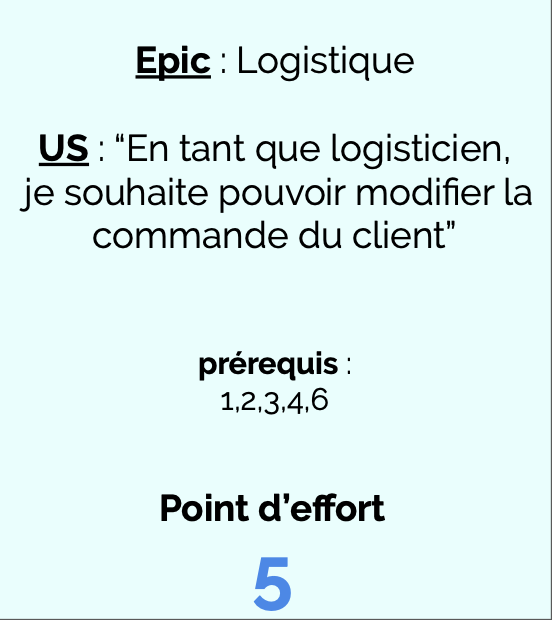 Epic : Logistique
US : “En tant que logisticien,
je souhaite pouvoir modifier la
commande du client”
prérequis :
1,2,3,4,6
Point d’effort
5